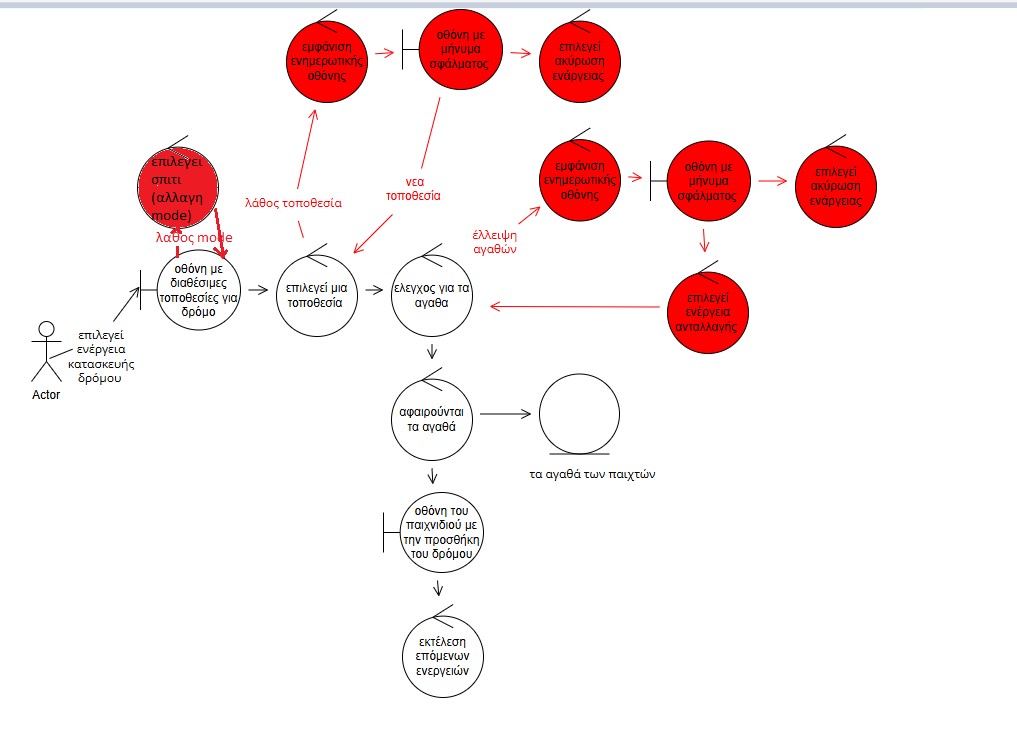 εμφάνιση
ενημερωτικής
οθόνης
οθόνη με
μήνυμα
σφάλματος
επιλεγεί
ακύρωση
ενάργειας
επιλέγει
σπιτι
(αλλαγη
mode)
λάθος τοποθεσία
νεα
τοποθεσία
εμφάνιση
ενημερωτικής
οθόνης
οθόνη με
μήνυμα
σφάλματος
επιλεγεί
ακύρωση
ενάργειας
λαθος mode
έλλειψη
αγαθών
οθόνη με
διαθέσιμες
τοποθεσίες για
δρόμο
επιλεγεί μια
τοποθεσία
ελεγχος για τα
αγαθα
επιλεγεί
ενέργεια
ανταλλαγής
επιλεγεί
ενέργεια
κατασκευής
δρόμου
Actor
αφαιρούνται
τα αγαθά
τα αγαθά των παιχτών
οθόνη του
παιχνιδιού με
την προσθήκη
του δρόμου
εκτέλεση
επόμενων
ενεργειών